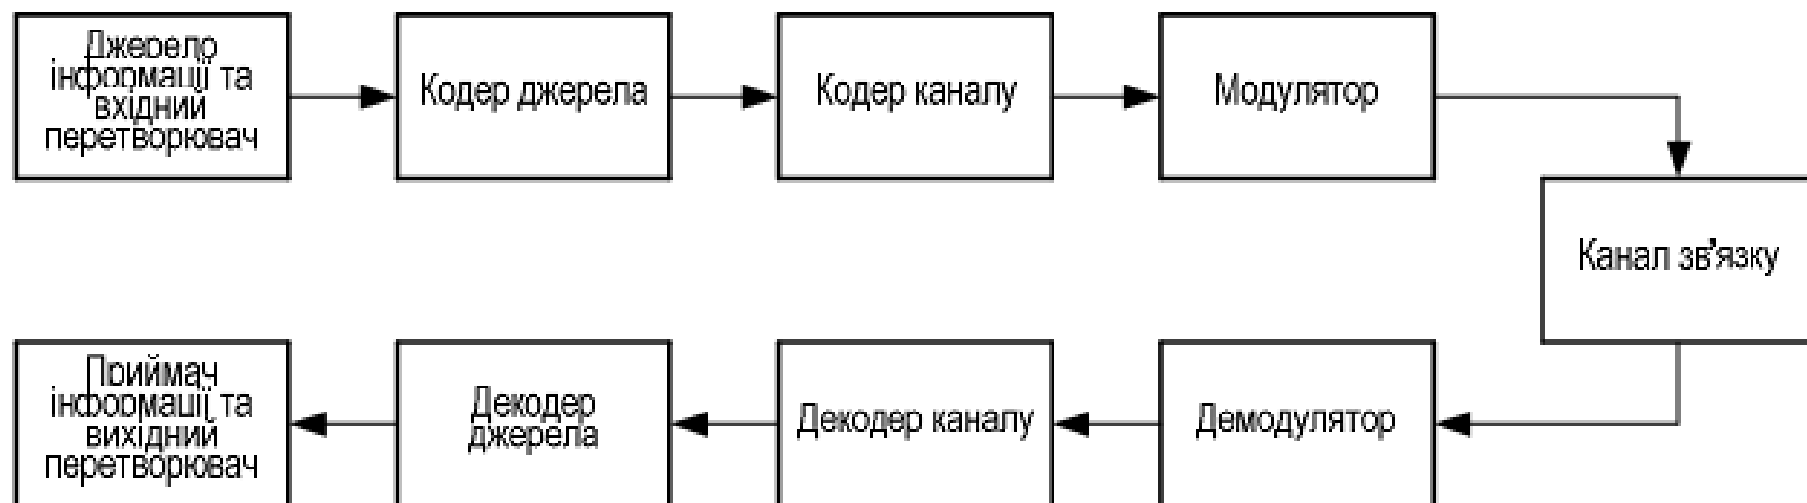 Джерело
інформації та
вхідний
перетворювач
Кодер джерела
Кодер каналу
Модулятор
Канал зв'язку
Приймач
інформації та
вихідний
перетворювач
Декодер
джерела
Декодер каналу
Демодулятор